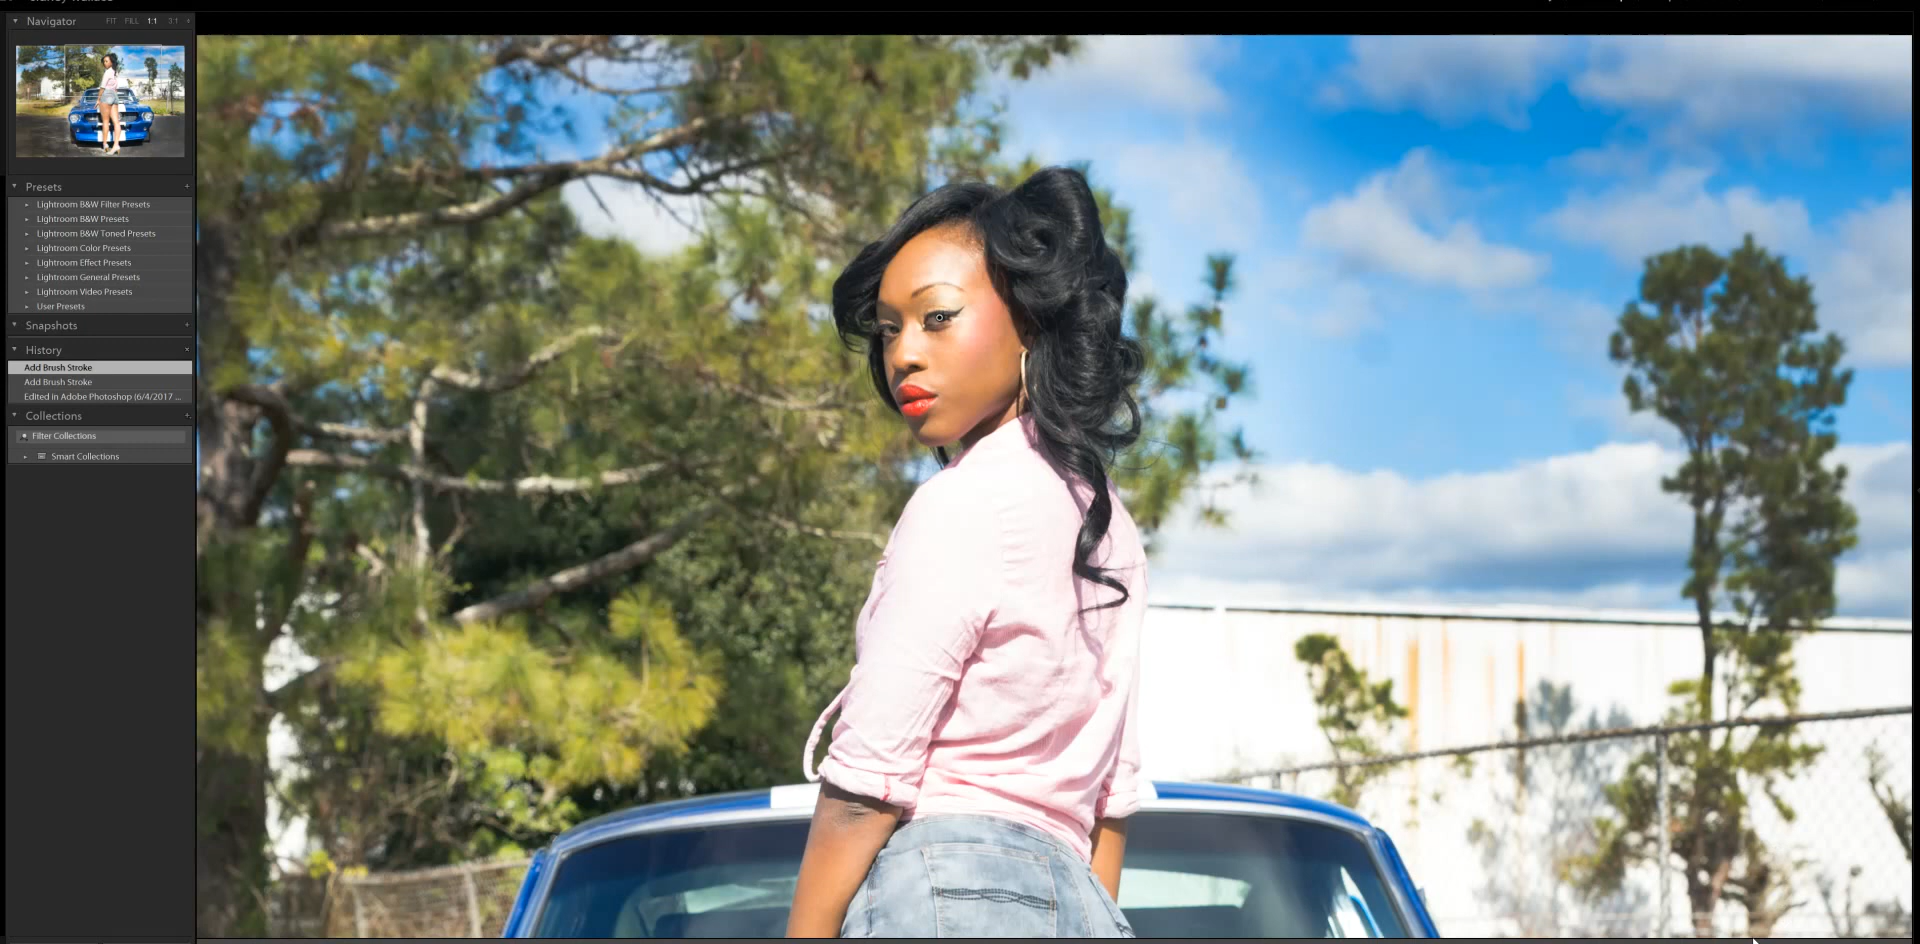 Navigator FIT FILL 1:1 3:1
Presets +
Lightroom B&W Filter Presets
Lightroom B&W Presets
Lightroom B&W Toned Presets
Lightroom Color Presets
Lightroom Effect Presets
Lightroom General Presets
Lightroom Video Presets
User Presets
Snapshots +
History ×
Add Brush Stroke
Add Brush Stroke
Edited in Adobe Photoshop (6/4/2017 ...
Collections +
Filter Collections
Smart Collections